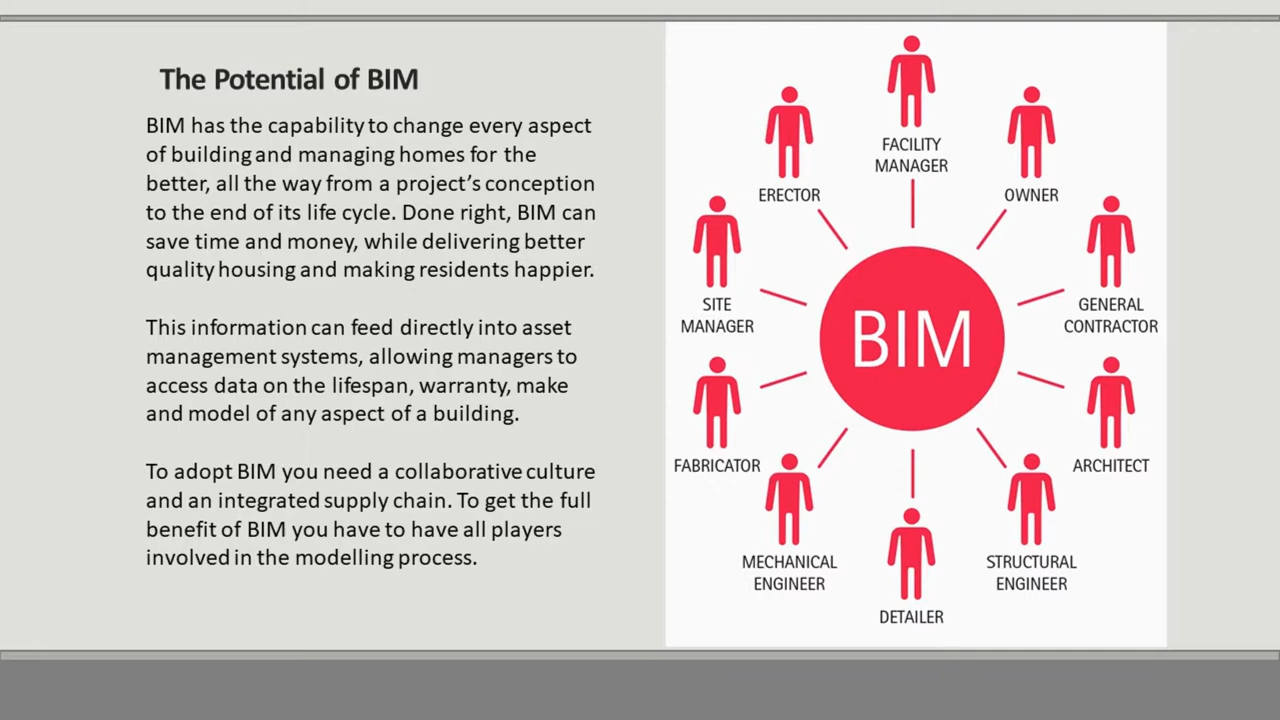 The Potential of BIM
BIM has the capability to change every aspect
of building and managing homes for the
better, all the way from a project's conception
to the end of its life cycle. Done right, BIM can
save time and money, while delivering better
quality housing and making residents happier.
This information can feed directly into asset
management systems, allowing managers to
access data on the lifespan, warranty, make
and model of any aspect of a building.
To adopt BIM you need a collaborative culture
and an integrated supply chain. To get the full
benefit of BIM you have to have all players
involved in the modelling process.
FACILITY
MANAGER
ERECTOR
OWNER
SITE
MANAGER
GENERAL
CONTRACTOR
BIM
FABRICATOR
ARCHITECT
MECHANICAL
ENGINEER
STRUCTURAL
ENGINEER
DETAILER